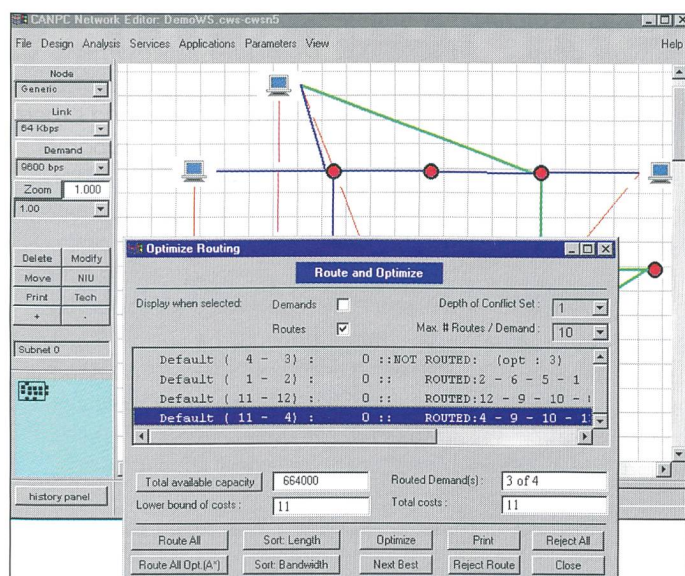 CANPC Network Editor: DemoWS.cws-cwsn5
File Design Analysis Services Applications Parameters View Help
Node
Generic
Link
64 Kbps
Demand
9600 bps
Zoom 1.000
1.00
Delete Modify
Move NIU
Print Tech
+ -
Subnet 0
history panel
Optimize Routing
Route and Optimize
Display when selected: Demands Depth of Conflict Set : 1
Routes Max. # Routes / Demand : 10
Default ( 4 - 3) : 0 ::NOT ROUTED: (opt : 3)
Default ( 1 - 2) : 0 :: ROUTED:2 - 6 - 5 - 1
Default ( 11 - 12) : 0 :: ROUTED:12 - 9 - 10 -
Default ( 11 - 4) : 0 :: ROUTED:4 - 9 - 10 - 1
Total available capacity 664000 Routed Demand(s) : 3 of 4
Lower bound of costs : 11 Total costs : 11
Route All Sort: Length Optimize Print Reject All
Route All Opt.(A*) Sort: Bandwidth Next Best Reject Route Close